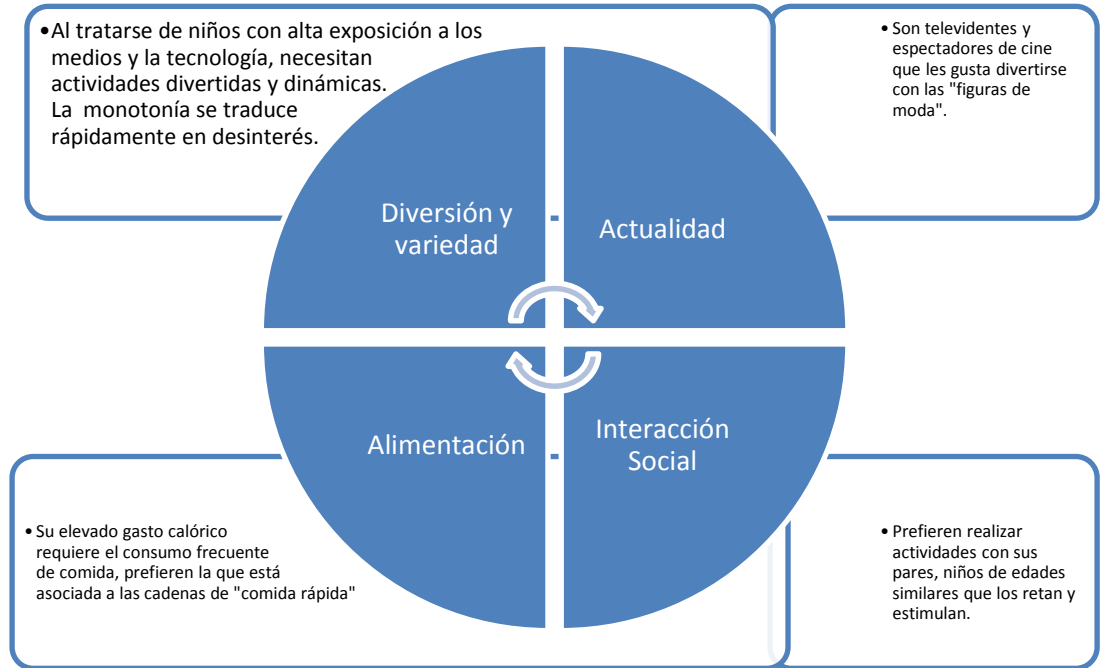 •Al tratarse de niños con alta exposición a los
medios y la tecnología, necesitan
actividades divertidas y dinámicas.
La monotonía se traduce
rápidamente en desinterés.
• Son televidentes y
espectadores de cine
que les gusta divertirse
con las "figuras de
moda".
Diversión y
variedad
Actualidad
Alimentación
Interacción
Social
• Su elevado gasto calórico
requiere el consumo frecuente
de comida, prefieren la que está
asociada a las cadenas de "comida rápida"
• Prefieren realizar
actividades con sus
pares, niños de edades
similares que los retan y
estimulan.